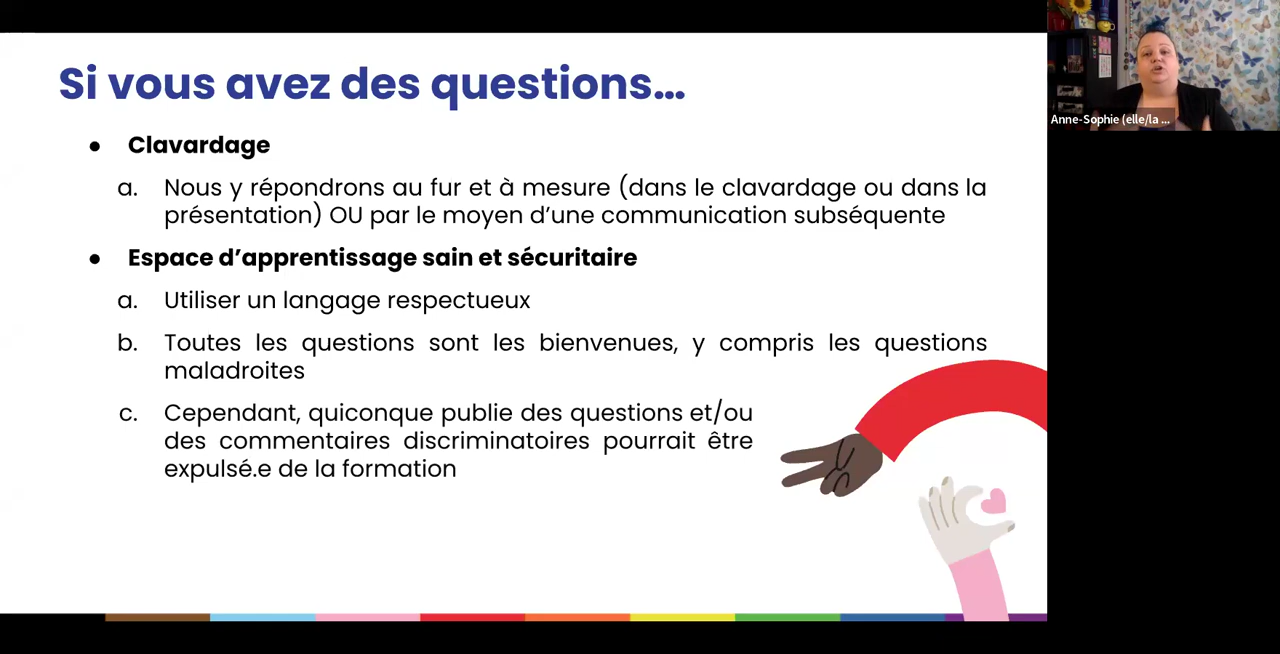 Si vous avez des questions...
● Clavardage
a. Nous y répondrons au fur et à mesure (dans le clavardage ou dans la
présentation) OU par le moyen d’une communication subséquente
● Espace d’apprentissage sain et sécuritaire
a. Utiliser un langage respectueux
b. Toutes les questions sont les bienvenues, y compris les questions
maladroites
c. Cependant, quiconque publie des questions et/ou
des commentaires discriminatoires pourrait être
expulsé.e de la formation
Anne-Sophie (elle/la ...